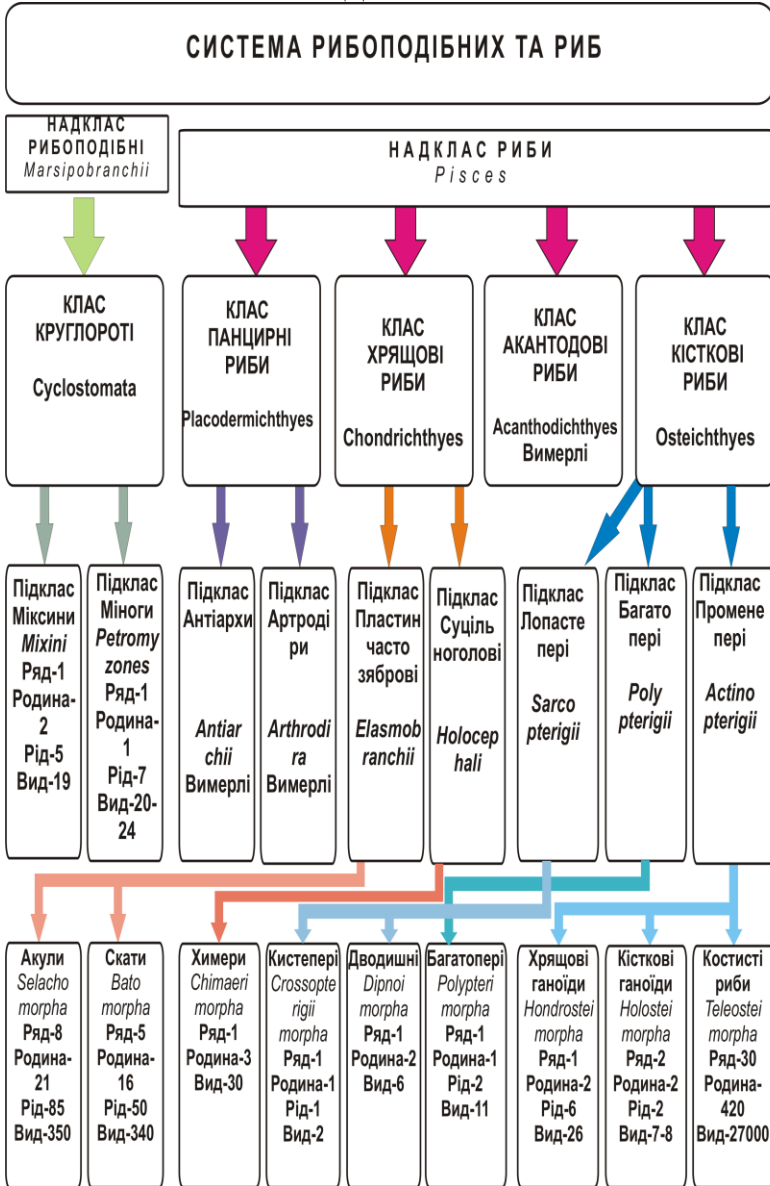 СИСТЕМА РИБОПОДІБНИХ ТА РИБ
НАДКЛАС
РИБОПОДІБНІ
Marsipobranchii
НАДКЛАС РИБИ
Pisces
КЛАС
КРУГЛОРОТІ
Cyclostomata
КЛАС
ПАНЦИРНІ
РИБИ
Placodermichthyes
КЛАС
ХРЯЩОВІ
РИБИ
Chondrichthyes
КЛАС
АКАНТОДОВІ
РИБИ
Acanthodichthyes
Вимерлі
КЛАС
КІСТКОВІ
РИБИ
Osteichthyes
Підклас
Міксини
Mixini
Ряд-1
Родина-
2
Рід-5
Вид-19
Підклас
Міноги
Petromy
zones
Ряд-1
Родина-
1
Рід-7
Вид-20-
24
Підклас
Антіархи
Antiar
chii
Вимерлі
Підклас
Артроді
ри
Arthrodi
ra
Вимерлі
Підклас
Пластин
часто
зяброві
Elasmob
ranchii
Підклас
Суціль
ноголові
Holocep
hali
Підклас
Лопасте
пері
Sarco
pterigii
Підклас
Багато
пері
Poly
pterigii
Підклас
Промене
пері
Actino
pterigii
Акули
Selacho
morpha
Ряд-8
Родина-
21
Рід-85
Вид-350
Скати
Bato
morpha
Ряд-5
Родина-
16
Рід-50
Вид-340
Химери
Chimaeri
morpha
Ряд-1
Родина-3
Вид-30
Кистепері
Crossopte
rigii
morpha
Ряд-1
Родина-1
Рід-1
Вид-2
Дводишні
Dipnoi
morpha
Ряд-1
Родина-2
Вид-6
Багатопері
Polypteri
morpha
Ряд-1
Родина-1
Рід-2
Вид-11
Хрящові
ганоїди
Hondrostei
morpha
Ряд-1
Родина-2
Рід-6
Вид-26
Кісткові
ганоїди
Holostei
morpha
Ряд-2
Родина-2
Рід-2
Вид-7-8
Костисті
риби
Teleostei
morpha
Ряд-30
Родина-
420
Вид-27000